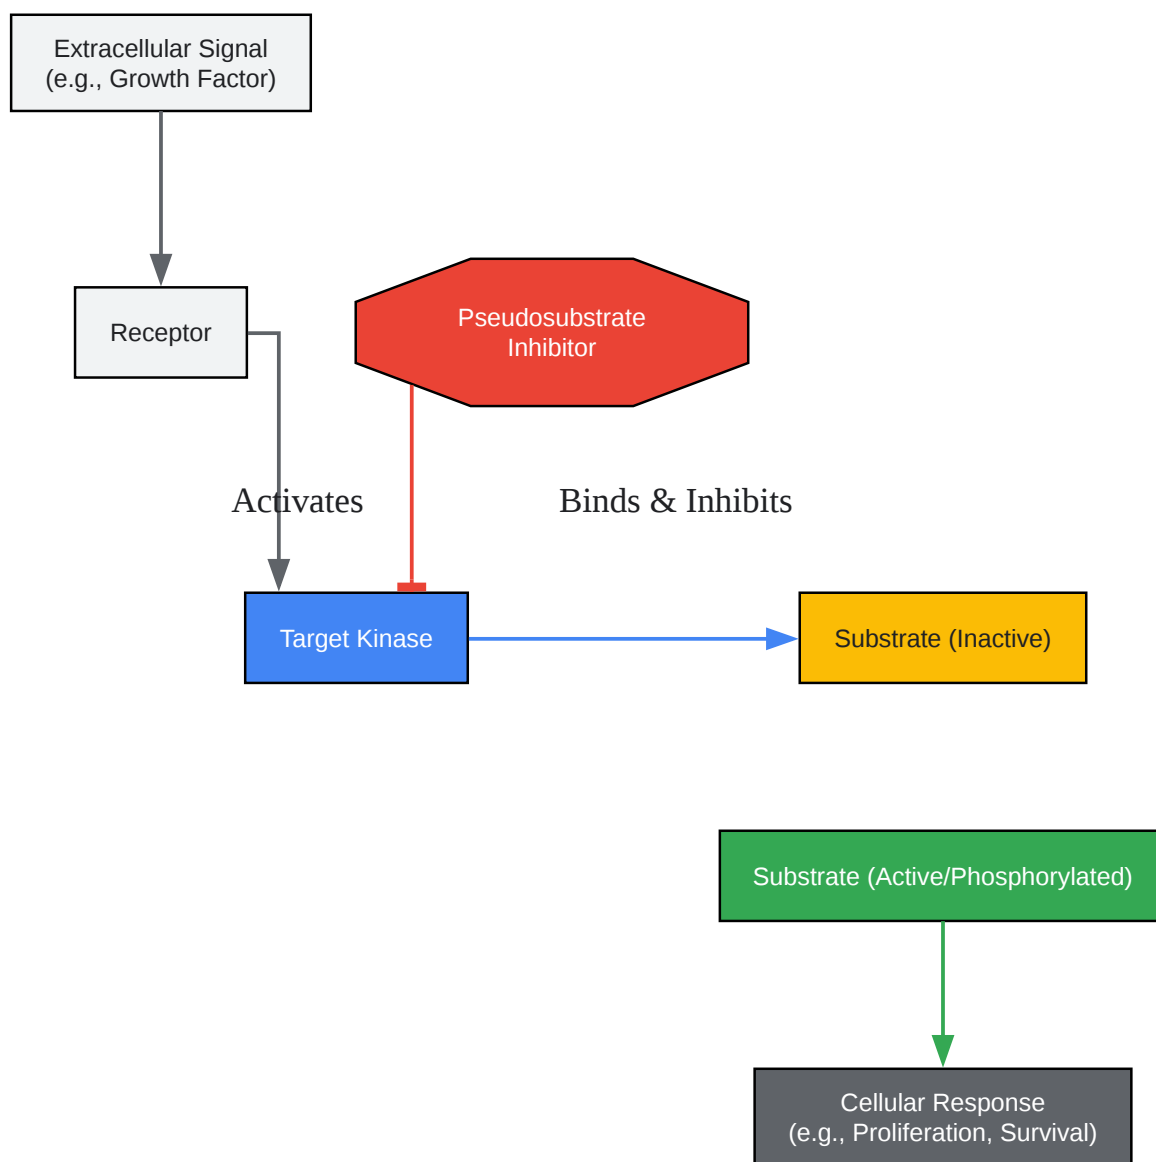 Extracellular Signal
(e.g., Growth Factor)
Receptor
Pseudosubstrate
Inhibitor
Activates
Binds & Inhibits
Target Kinase
Substrate (Inactive)
Substrate (Active/Phosphorylated)
Cellular Response
(e.g., Proliferation, Survival)